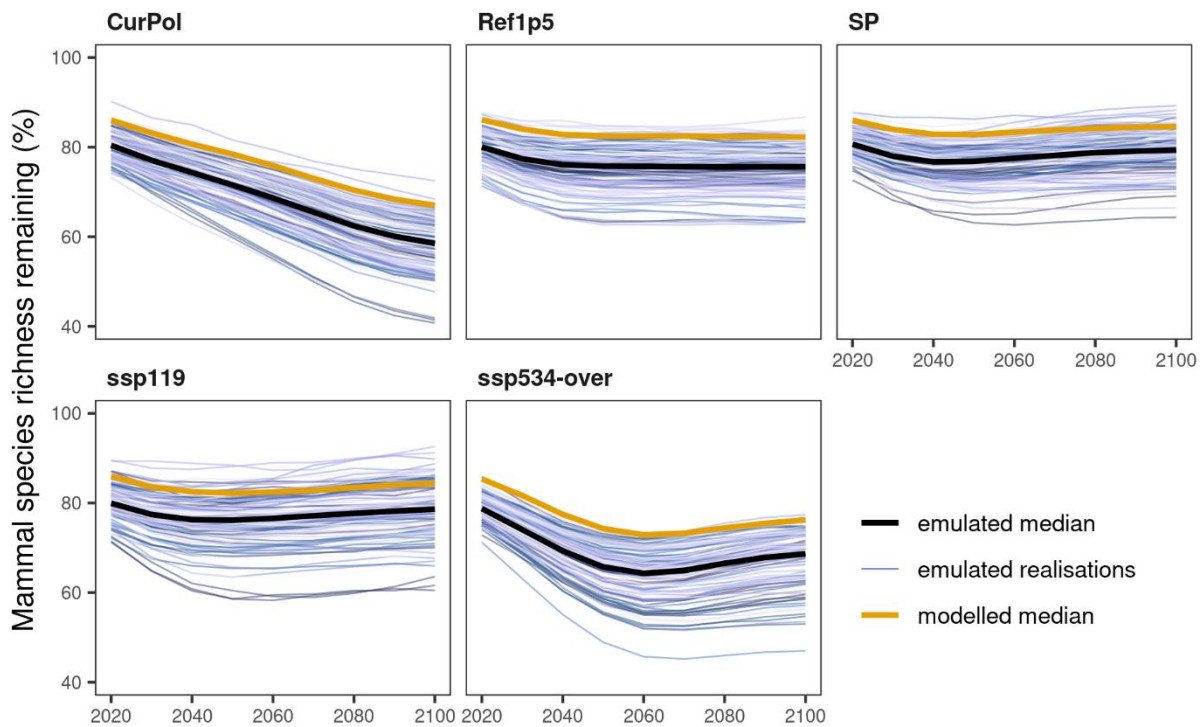 CurPol
Ref1p5
SP
Mammal species richness remaining (%)
100
80
60
40
2020 2040 2060 2080 2100
ssp119
ssp534-over
100
80
60
40
2020 2040 2060 2080 2100
2020 2040 2060 2080 2100
emulated median
emulated realisations
modelled median